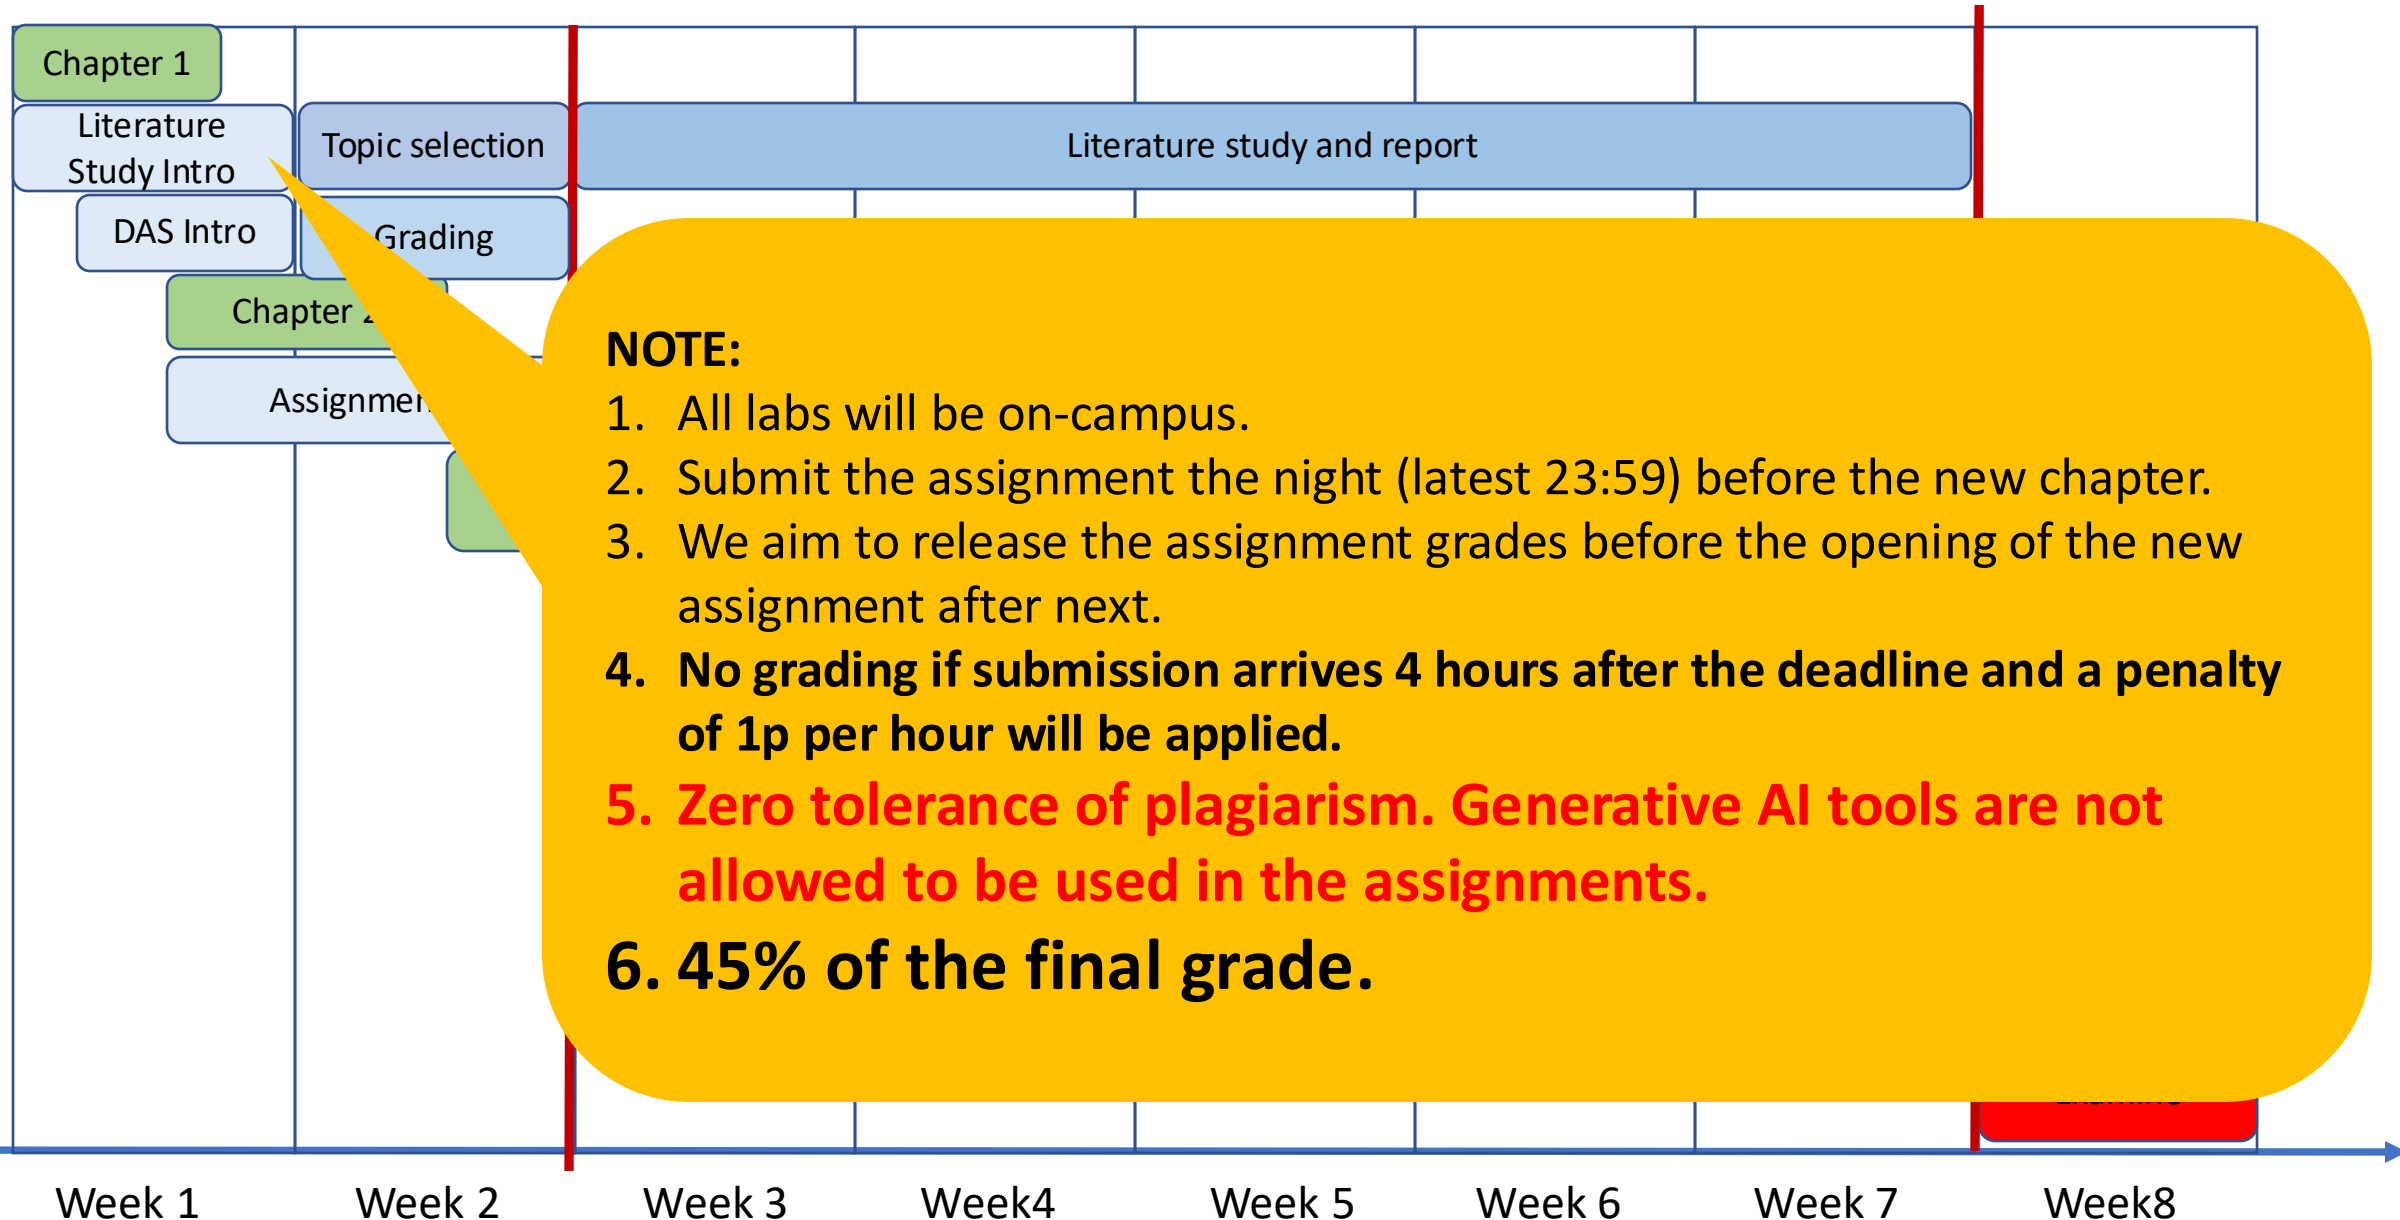 Chapter 1
Literature
Study Intro
Topic selection
Literature study and report
DAS Intro
Grading
Chapter
NOTE:
1. All labs will be on-campus.
2. Submit the assignment the night (latest 23:59) before the new chapter.
3. We aim to release the assignment grades before the opening of the new
assignment after next.
4. No grading if submission arrives 4 hours after the deadline and a penalty
of 1p per hour will be applied.
5. Zero tolerance of plagiarism. Generative AI tools are not
allowed to be used in the assignments.
6. 45% of the final grade.
Week 1
Week 2
Week 3
Week4
Week 5
Week 6
Week 7
Week8